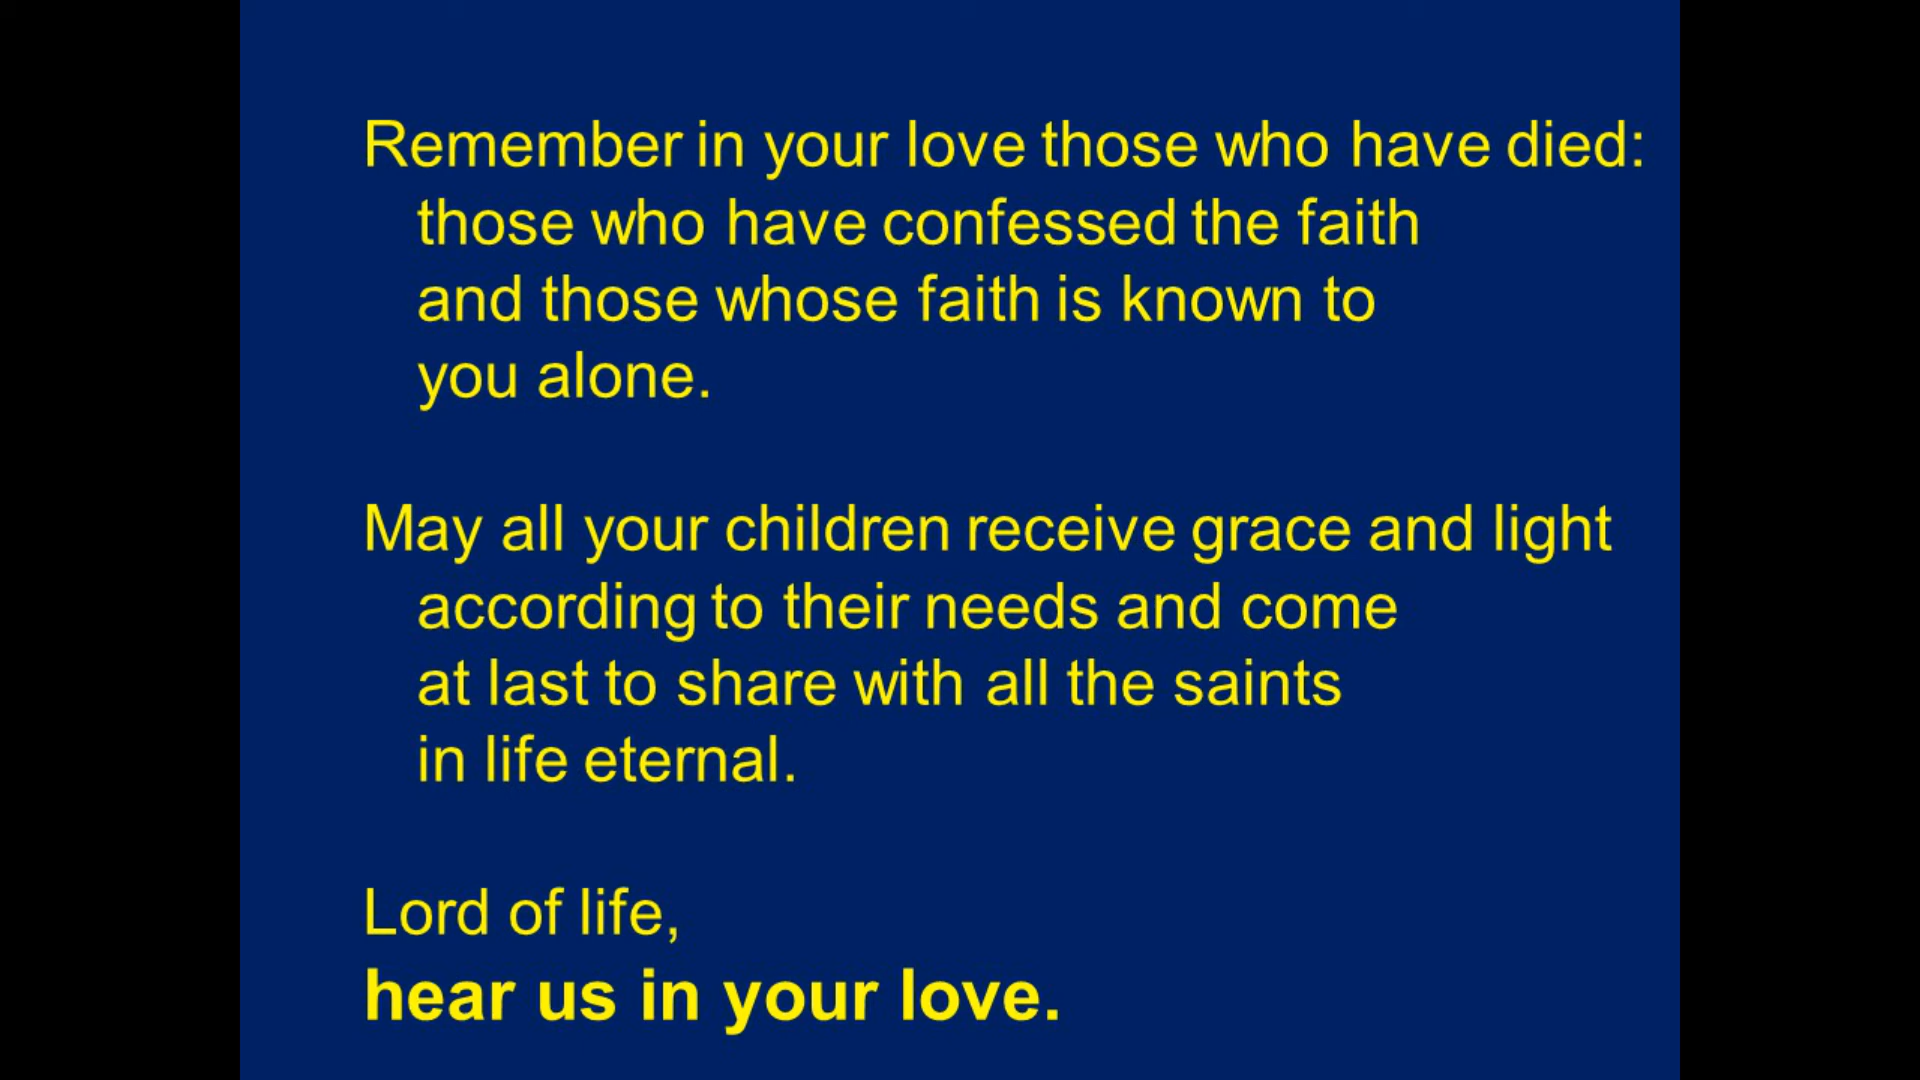 Remember in your love those who have died:
those who have confessed the faith
and those whose faith is known to
you alone.
May all your children receive grace and light
according to their needs and come
at last to share with all the saints
in life eternal.
Lord of life,
hear us in your love.